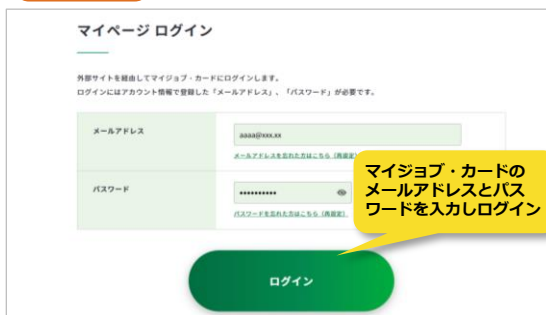 マイページ ログイン
外部サイトを経由してマイジョブ・カードにログインします。
ログインにはアカウント情報で登録した「メールアドレス」、「パスワード」が必要です。
メールアドレス
aaaa@xxx.xx
メールアドレスを忘れた方はこちら（再設定）
マイジョブ・カードの
メールアドレスとパス
ワードを入力しログイン
パスワード
••••••••••
パスワードを忘れた方はこちら（再設定）
ログイン